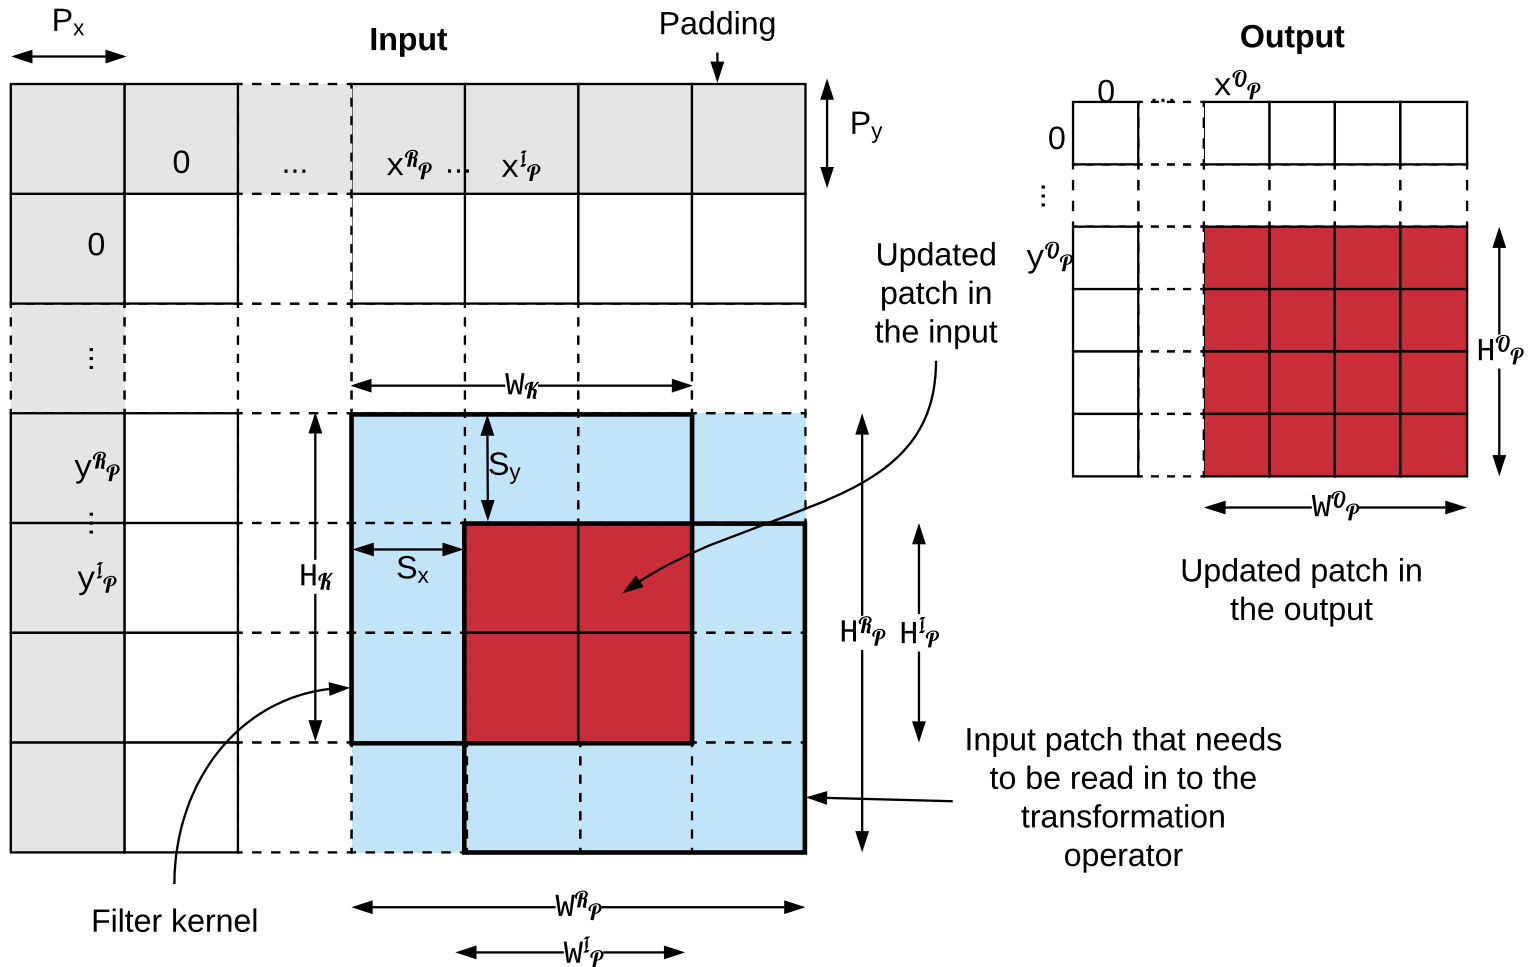 Pₓ
Input
Padding
Output
P_y
0 ... x^ℛ_𝒫 ... x^ℐ_𝒫
0
...
y^ℛ_𝒫
...
y^ℐ_𝒫
W_𝒦
H_𝒦
S_y
Sₓ
Updated
patch in
the input
H^ℛ_𝒫
H^ℐ_𝒫
Filter kernel
W^ℛ_𝒫
W^ℐ_𝒫
Input patch that needs
to be read in to the
transformation
operator
0 ... x^𝒪_𝒫
0
...
y^𝒪_𝒫
H^𝒪_𝒫
W^𝒪_𝒫
Updated patch in
the output